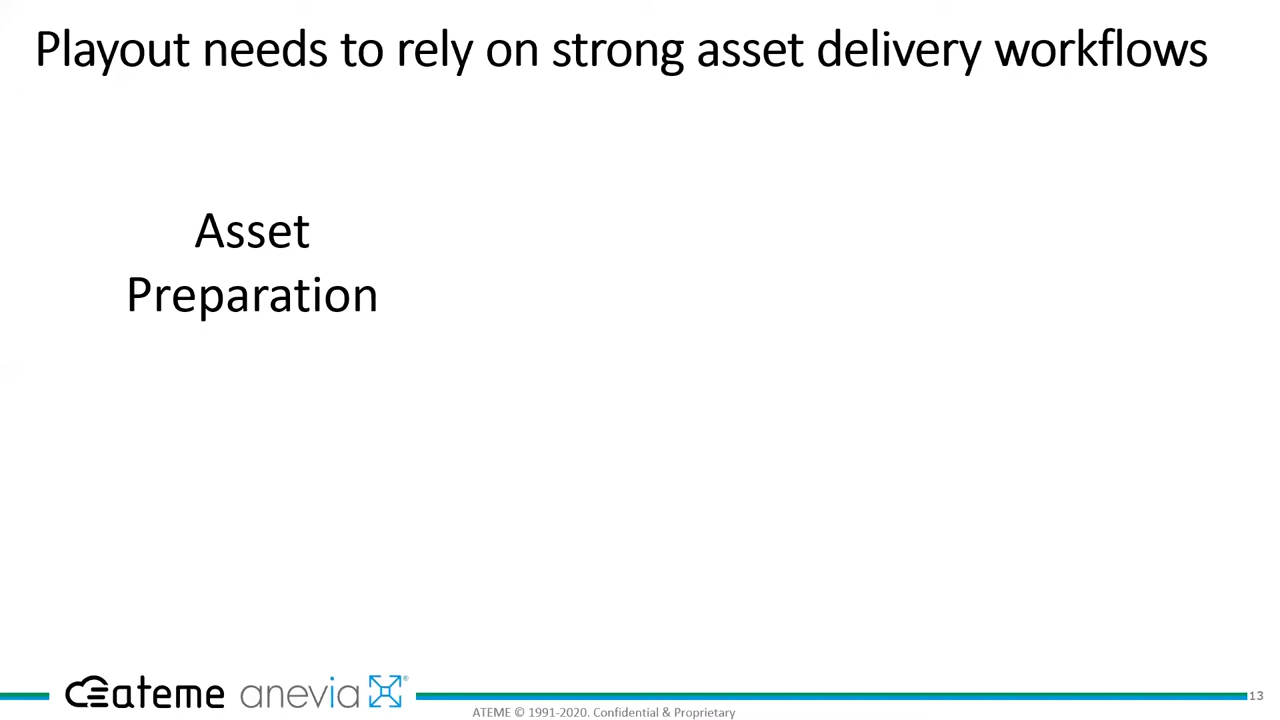 Playout needs to rely on strong asset delivery workflows
Asset
Preparation
ateme anevia ®
ATEME © 1991-2020. Confidential & Proprietary
13